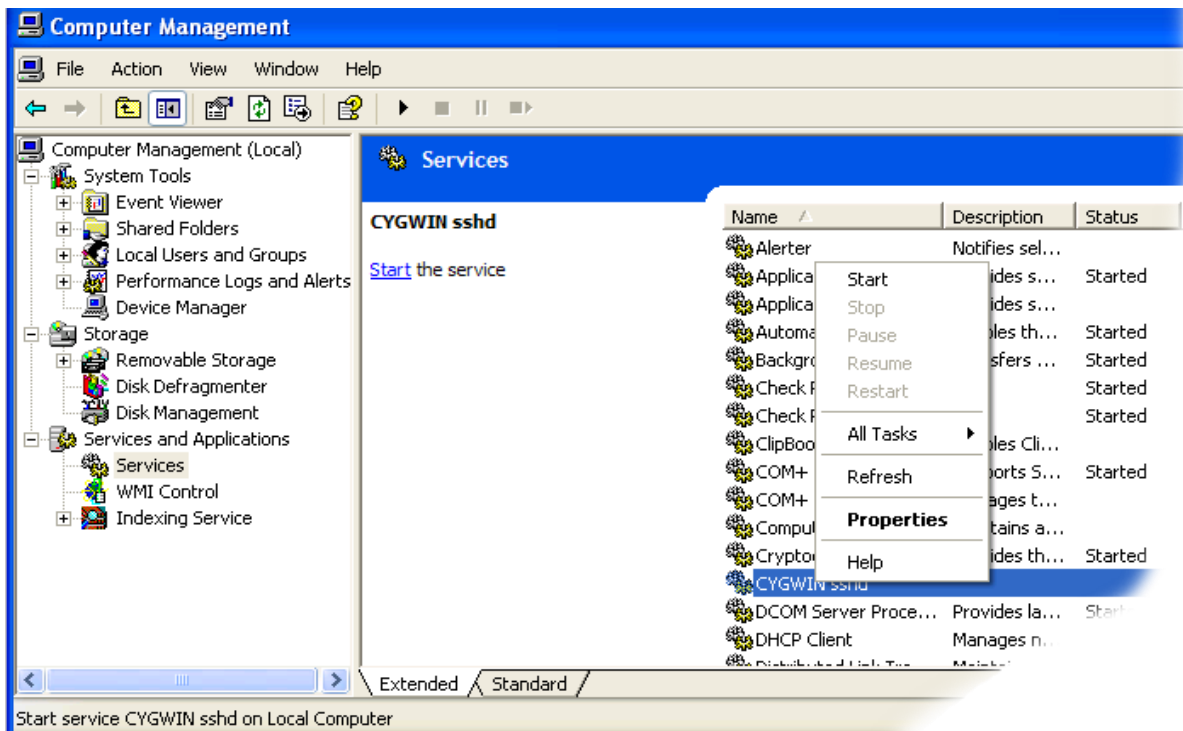 Computer Management
File Action View Window Help
Computer Management (Local)
System Tools
Event Viewer
Shared Folders
Local Users and Groups
Performance Logs and Alerts
Device Manager
Storage
Removable Storage
Disk Defragmenter
Disk Management
Services and Applications
Services
WMI Control
Indexing Service
Services
CYGWIN sshd
Start the service
Name Description Status
Alerter Notifies sel...
Applica ides s... Started
Applica ides s...
Automa bles th... Started
Backgro sfers ... Started
Check Started
Check Started
ClipBoo bles Cli...
COM+ ports S... Started
COM+ ages t...
Compu tains a...
Crypto ides th... Started
CYGWIN sshd
DCOM Server Proce... Provides la... Start
DHCP Client Manages n..
Start
Stop
Pause
Resume
Restart
All Tasks
Refresh
Properties
Help
Extended Standard
Start service CYGWIN sshd on Local Computer